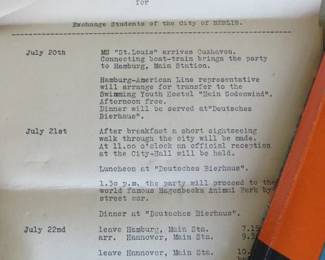 for
Exchange Students of the City of BERLIN.
July 20th MS "St.Louis" arrives Cuxhaven.
Connecting boat-train brings the party
to Hamburg, Main Station.
Hamburg-American Line representative
will arrange for transfer to the
Swimming Youth Hostel "Hein Godenwind".
Afternoon free.
Dinner will be served at"Deutsches
Bierhaus".
July 21st After breakfast a short sightseeing
walk through the city will be made.
At 11.oo o'clock an official reception
at the City-Hall will be held.
Luncheon at "Deutsches Bierhaus".
1.30 p.m. the party will proceed to the
world famous Hagenbecks Animal Park by
street car.
Dinner at "Deutsches Bierhaus".
July 22nd leave Hamburg, Main Sta. 7.15
arr. Hannover, Main Sta. 9.
leave Hannover, Main Sta. 10.